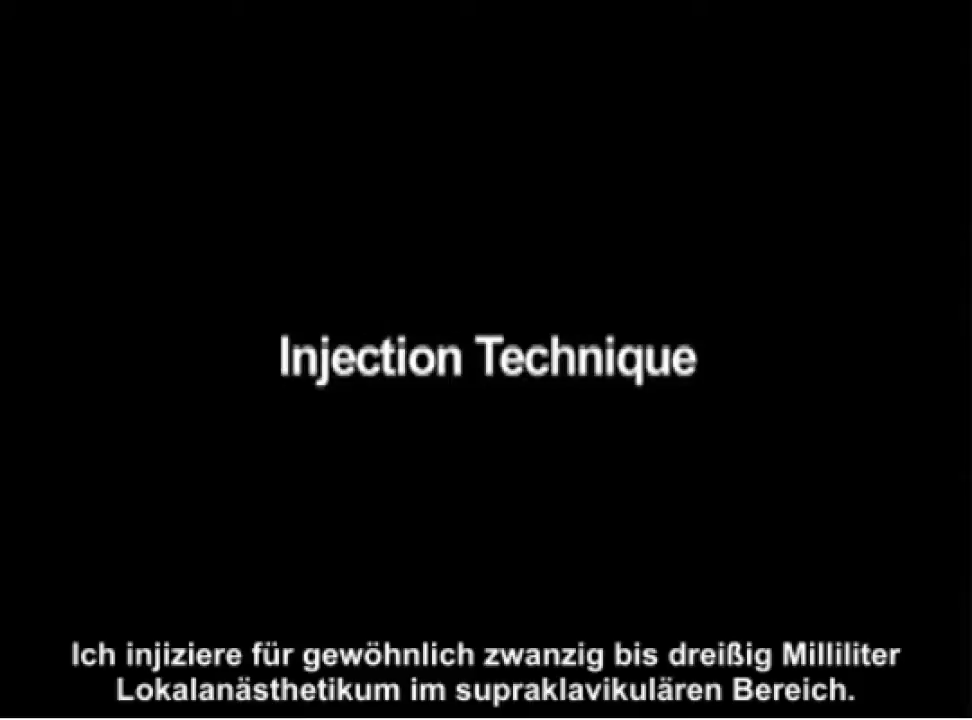 Injection Technique
Ich injiziere für gewöhnlich zwanzig bis dreißig Milliliter
Lokalanästhetikum im supraklavikulären Bereich.